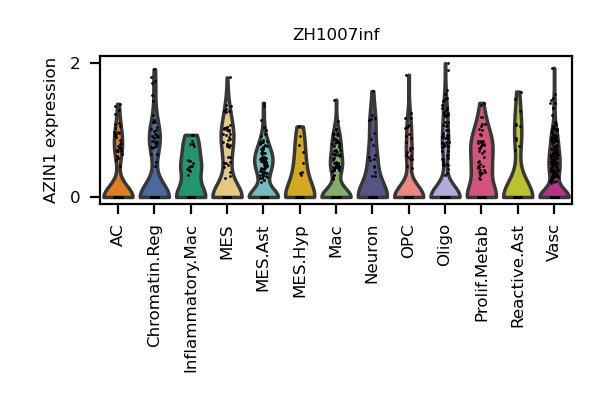 ZH1007inf
AZIN1 expression
2
0
AC
Chromatin.Reg
Inflammatory.Mac
MES
MES.Ast
MES.Hyp
Mac
Neuron
OPC
Oligo
Prolif.Metab
Reactive.Ast
Vasc